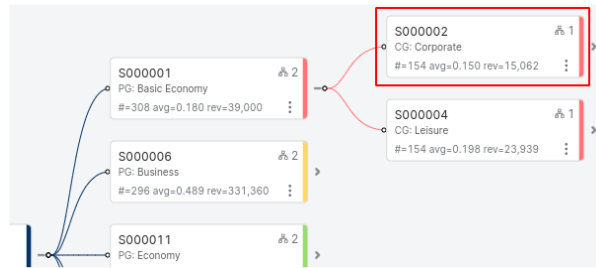 S000002 1
CG: Corporate
#=154 avg=0.150 rev=15,062
S000001 2
PG: Basic Economy
#=308 avg=0.180 rev=39,000
S000004 1
CG: Leisure
#=154 avg=0.198 rev=23,939
S000006 2
PG: Business
#=296 avg=0.489 rev=331,360
S000011 2
PG: Economy